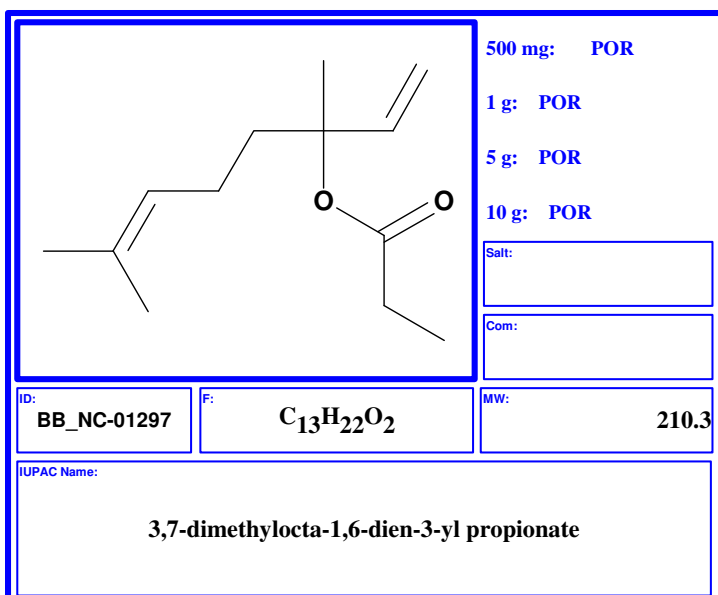 O
O
500 mg: POR
1 g: POR
5 g: POR
10 g: POR
Salt:
Com:
ID:
BB_NC-01297
F:
C13H22O2
MW:
210.3
IUPAC Name:
3,7-dimethylocta-1,6-dien-3-yl propionate